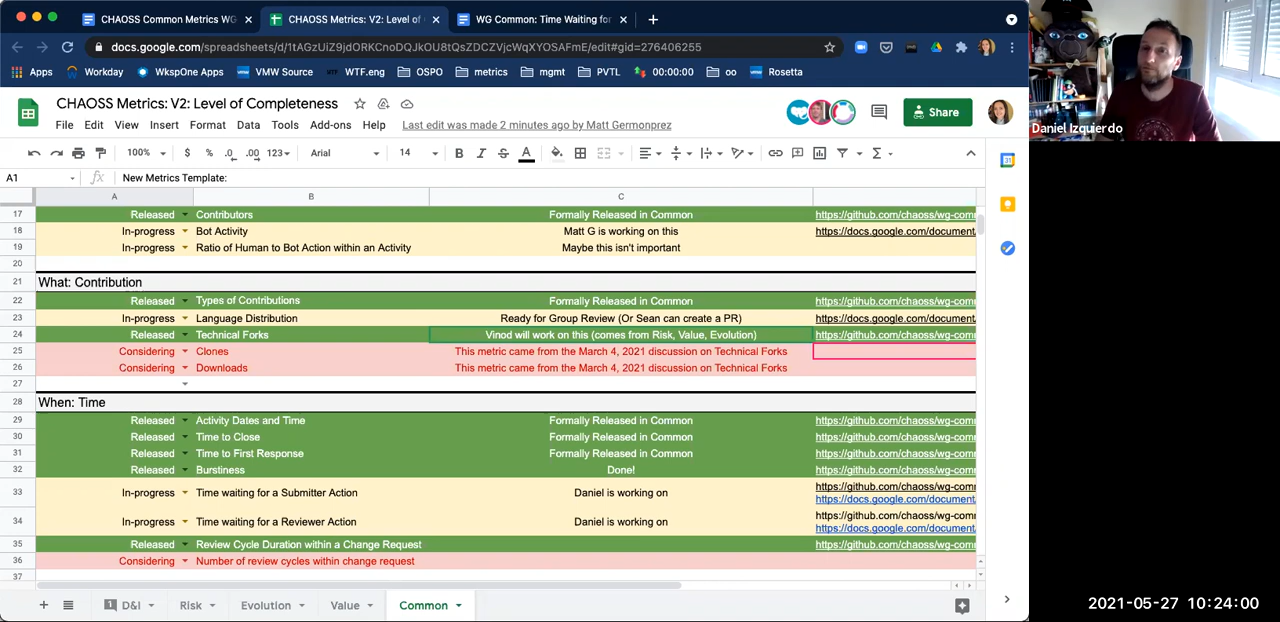 CHAOSS Common Metrics WG
CHAOSS Metrics: V2: Level of
WG Common: Time Waiting for
docs.google.com/spreadsheets/d/1tAGzUiZ9jdORKCnoDQJkOU8tQsZDCZVjcWqXYOSAFmE/edit#gid=276406255
Apps Workday WkspOne Apps VMW Source WTF.eng OSPO metrics mgmt PVTL 00:00:00 oo Rosetta
CHAOSS Metrics: V2: Level of Completeness
Share
File Edit View Insert Format Data Tools Add-ons Help Last edit was made 2 minutes ago by Matt Germonprez
100% $ % .0 .00 123 Arial 14 B I S A
A1 fx New Metrics Template:
A B C
17 Released Contributors Formally Released in Common https://github.com/chaoss/wg-com
18 In-progress Bot Activity Matt G is working on this https://docs.google.com/document
19 In-progress Ratio of Human to Bot Action within an Activity Maybe this isn't important
20
21 What: Contribution
22 Released Types of Contributions Formally Released in Common https://github.com/chaoss/wg-com
23 In-progress Language Distribution Ready for Group Review (Or Sean can create a PR) https://docs.google.com/document
24 Released Technical Forks Vinod will work on this (comes from Risk, Value, Evolution) https://github.com/chaoss/wg-com
25 Considering Clones This metric came from the March 4, 2021 discussion on Technical Forks
26 Considering Downloads This metric came from the March 4, 2021 discussion on Technical Forks
27
28 When: Time
29 Released Activity Dates and Time Formally Released in Common https://github.com/chaoss/wg-com
30 Released Time to Close Formally Released in Common https://github.com/chaoss/wg-com
31 Released Time to First Response Formally Released in Common https://github.com/chaoss/wg-com
32 Released Burstiness Done! https://github.com/chaoss/wg-com
33 In-progress Time waiting for a Submitter Action Daniel is working on https://github.com/chaoss/wg-com
https://docs.google.com/document
34 In-progress Time waiting for a Reviewer Action Daniel is working on https://github.com/chaoss/wg-com
https://docs.google.com/document
35 Released Review Cycle Duration within a Change Request https://github.com/chaoss/wg-com
36 Considering Number of review cycles within change request
37
1 D&I Risk Evolution Value Common
Daniel Izquierdo
2021-05-27 10:24:00